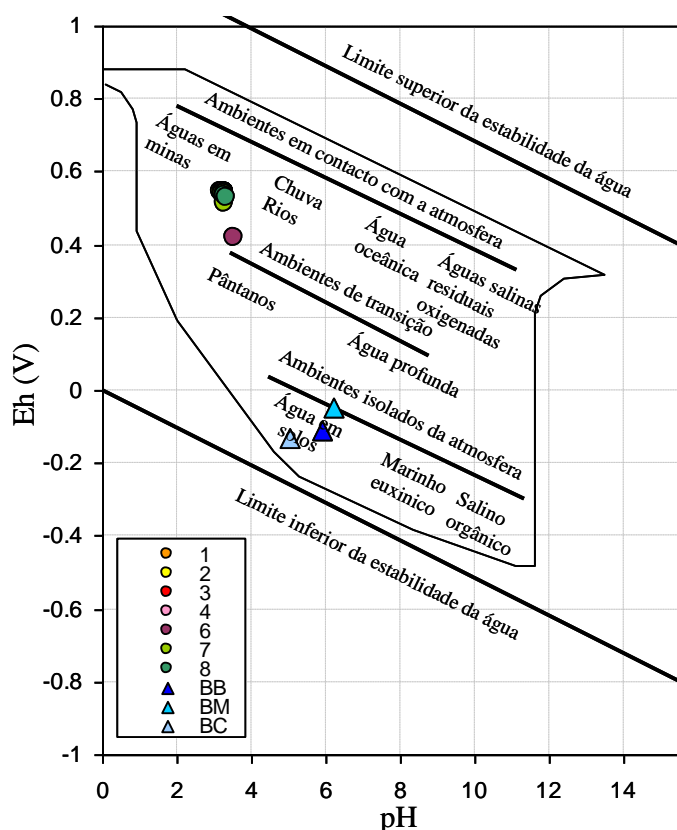 1
0.8
0.6
0.4
0.2
0
-0.2
-0.4
-0.6
-0.8
-1
Eh (V)
Limite superior da estabilidade da água
Ambientes em contacto com a atmosfera
Águas em
minas
Chuva
Rios
Água
oceânica
Águas salinas
residuais
oxigenadas
Ambientes de transição
Pântanos
Água profunda
Ambientes isolados da atmosfera
Água em
solos
Marinho
euxinico
Salino
orgânico
Limite inferior da estabilidade da água
1
2
3
4
6
7
8
BB
BM
BC
0
2
4
6
8
10
12
14
pH